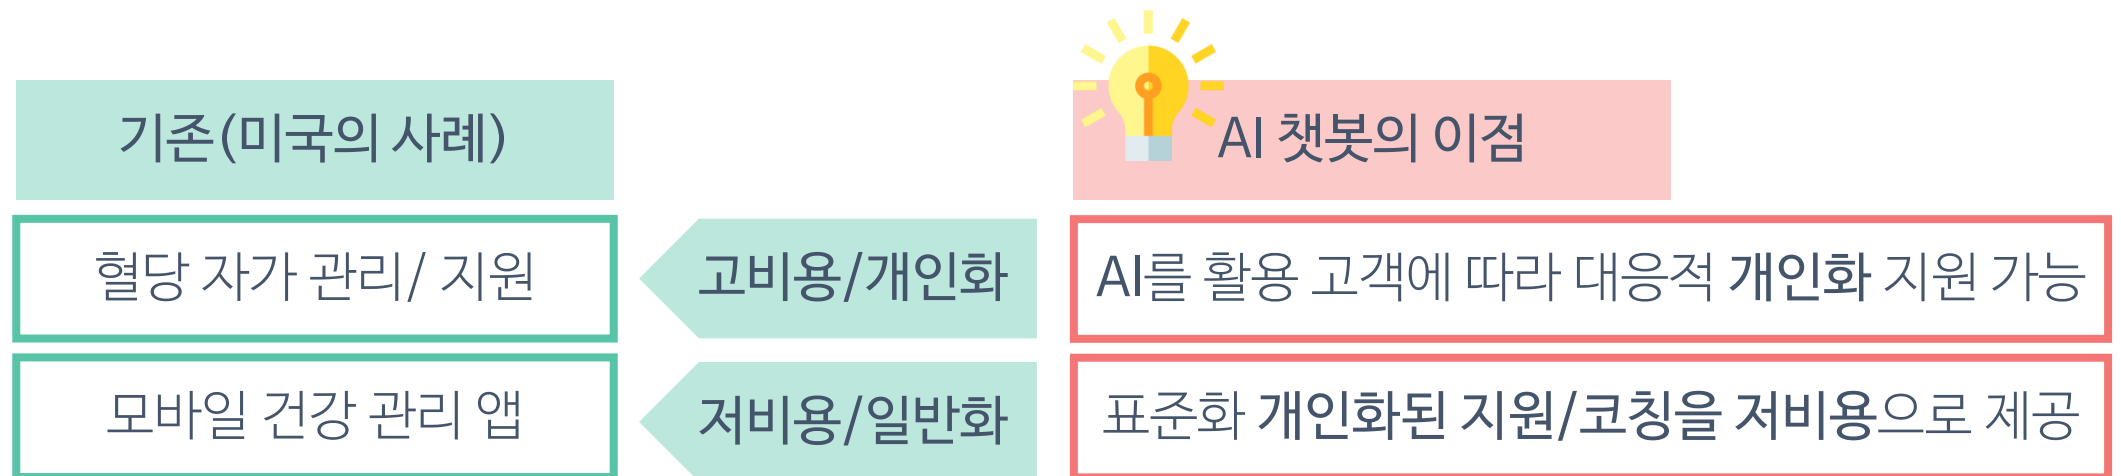 기존(미국의 사례)
AI 챗봇의 이점
혈당 자가 관리/ 지원
고비용/개인화
AI를 활용 고객에 따라 대응적 개인화 지원 가능
모바일 건강 관리 앱
저비용/일반화
표준화 개인화된 지원/코칭을 저비용으로 제공